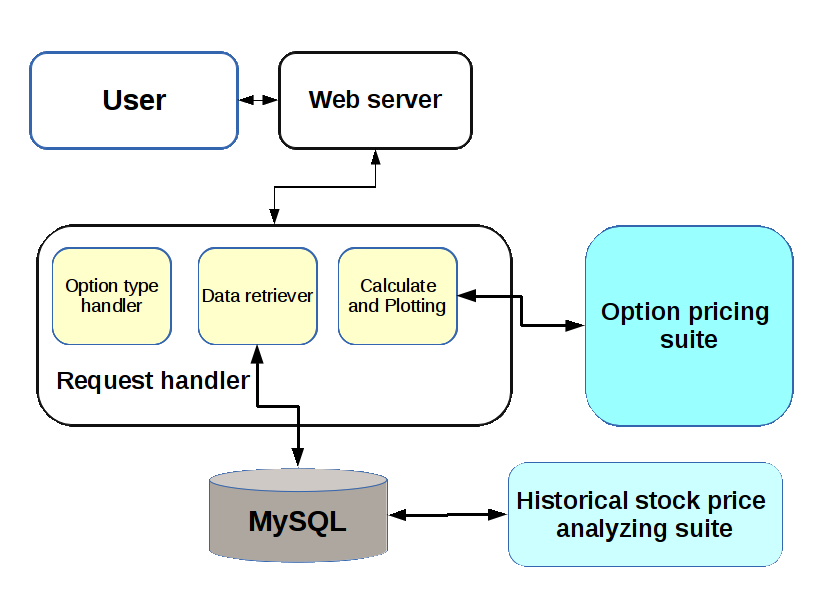 User
Web server
Option type
handler
Data retriever
Calculate
and Plotting
Option pricing
suite
Request handler
MySQL
Historical stock price
analyzing suite